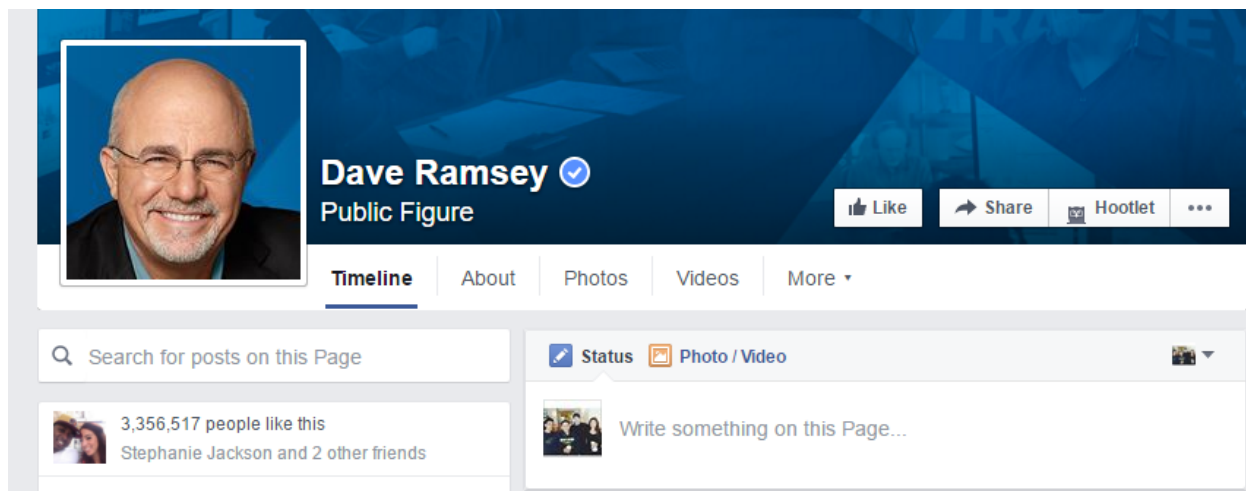 RAMSEY
Dave Ramsey
Public Figure
Like Share Hootlet
Timeline About Photos Videos More
Search for posts on this Page
Status Photo / Video
3,356,517 people like this
Stephanie Jackson and 2 other friends
Write something on this Page...